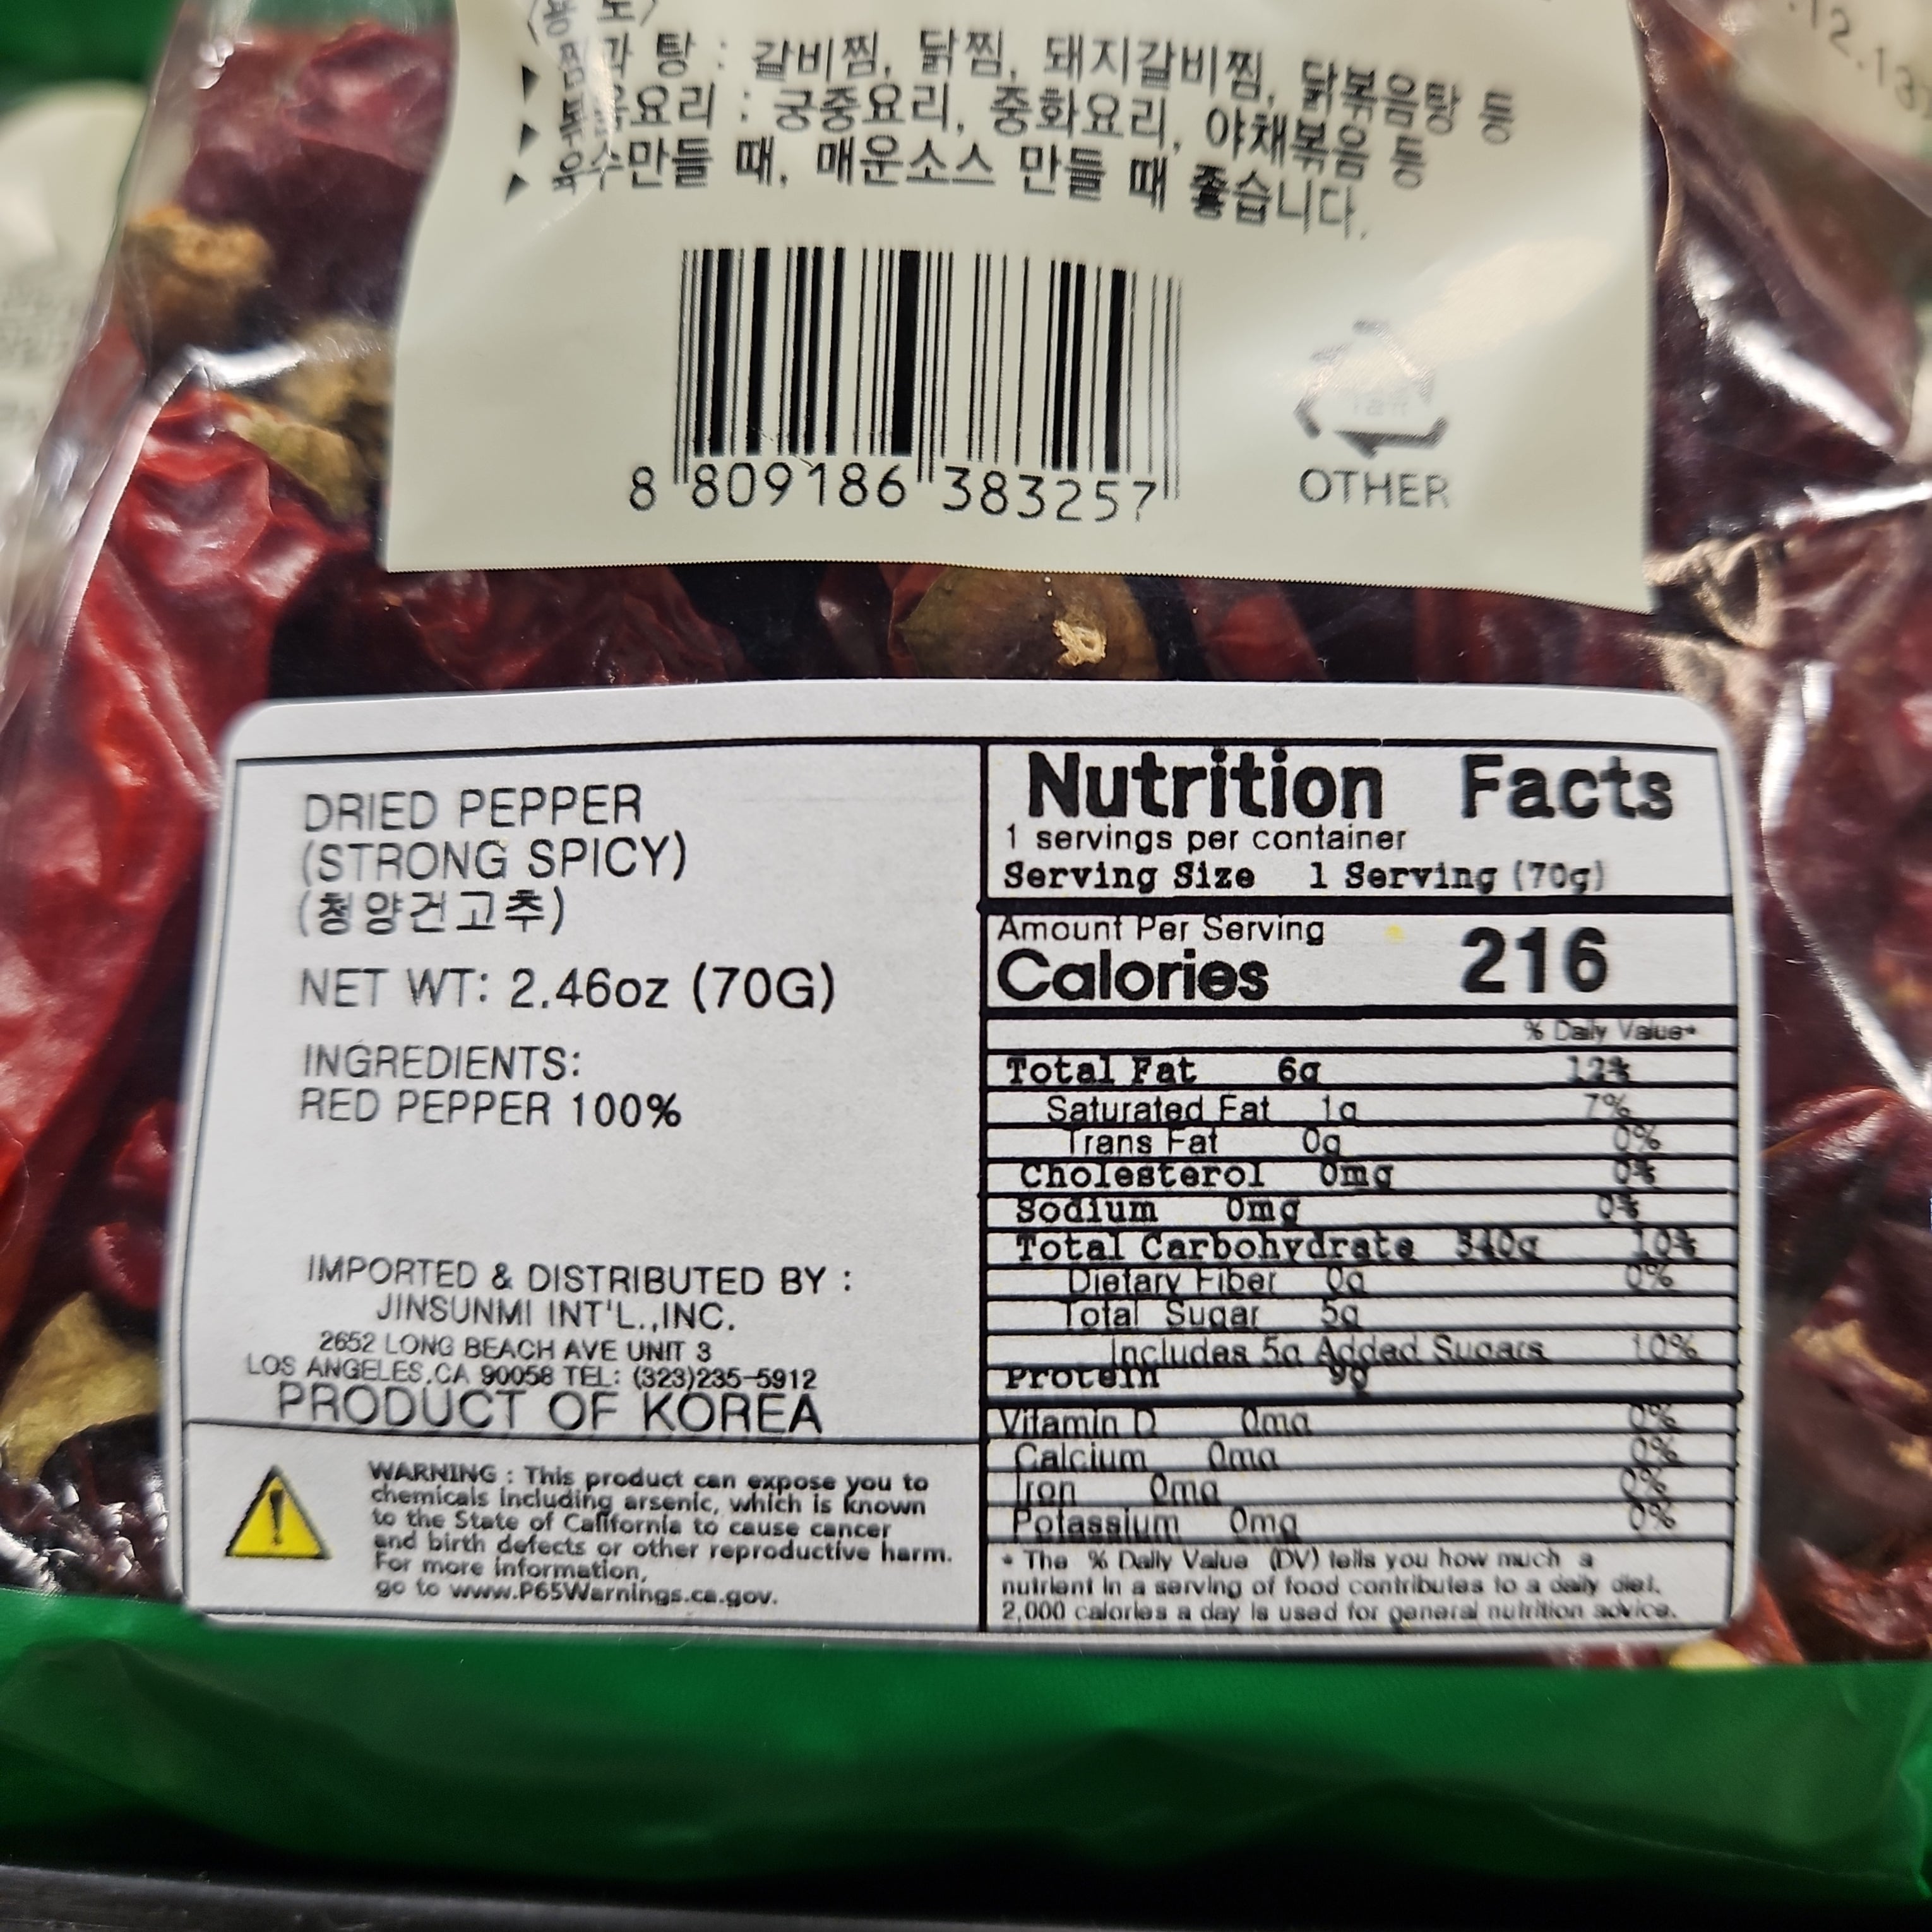 과 탕 : 갈비찜, 닭찜, 돼지갈비찜, 닭볶음탕 등
▶ 요리 : 궁중요리, 중화요리, 야채볶음 등
▶ 육수만들 때, 매운소스 만들 때 좋습니다.
8 809186 383257
OTHER
.12.13
DRIED PEPPER
(STRONG SPICY)
(청양건고추)
NET WT: 2.46oz (70G)
INGREDIENTS:
RED PEPPER 100%
IMPORTED & DISTRIBUTED BY :
JINSUNMI INT'L.,INC.
2652 LONG BEACH AVE UNIT 3
LOS ANGELES,CA 90058 TEL: (323)235-5912
PRODUCT OF KOREA
WARNING : This product can expose you to
chemicals including arsenic, which is known
to the State of California to cause cancer
and birth defects or other reproductive harm.
For more information,
go to www.P65Warnings.ca.gov.
Nutrition Facts
1 servings per container
Serving Size 1 Serving (70g)
Amount Per Serving
Calories 216
% Daily Value*
Total Fat 6g 12%
Saturated Fat 1g 7%
Trans Fat 0g 0%
Cholesterol 0mg 0%
Sodium 0mg 0%
Total Carbohydrate 340g 10%
Dietary Fiber 0g 0%
Total Sugar 5g
Includes 5g Added Sugars 10%
Protein 9g
Vitamin D 0mg 0%
Calcium 0mg 0%
Iron 0mg 0%
Potassium 0mg 0%
* The % Daily Value (DV) tells you how much a
nutrient in a serving of food contributes to a daily diet.
2,000 calories a day is used for general nutrition advice.